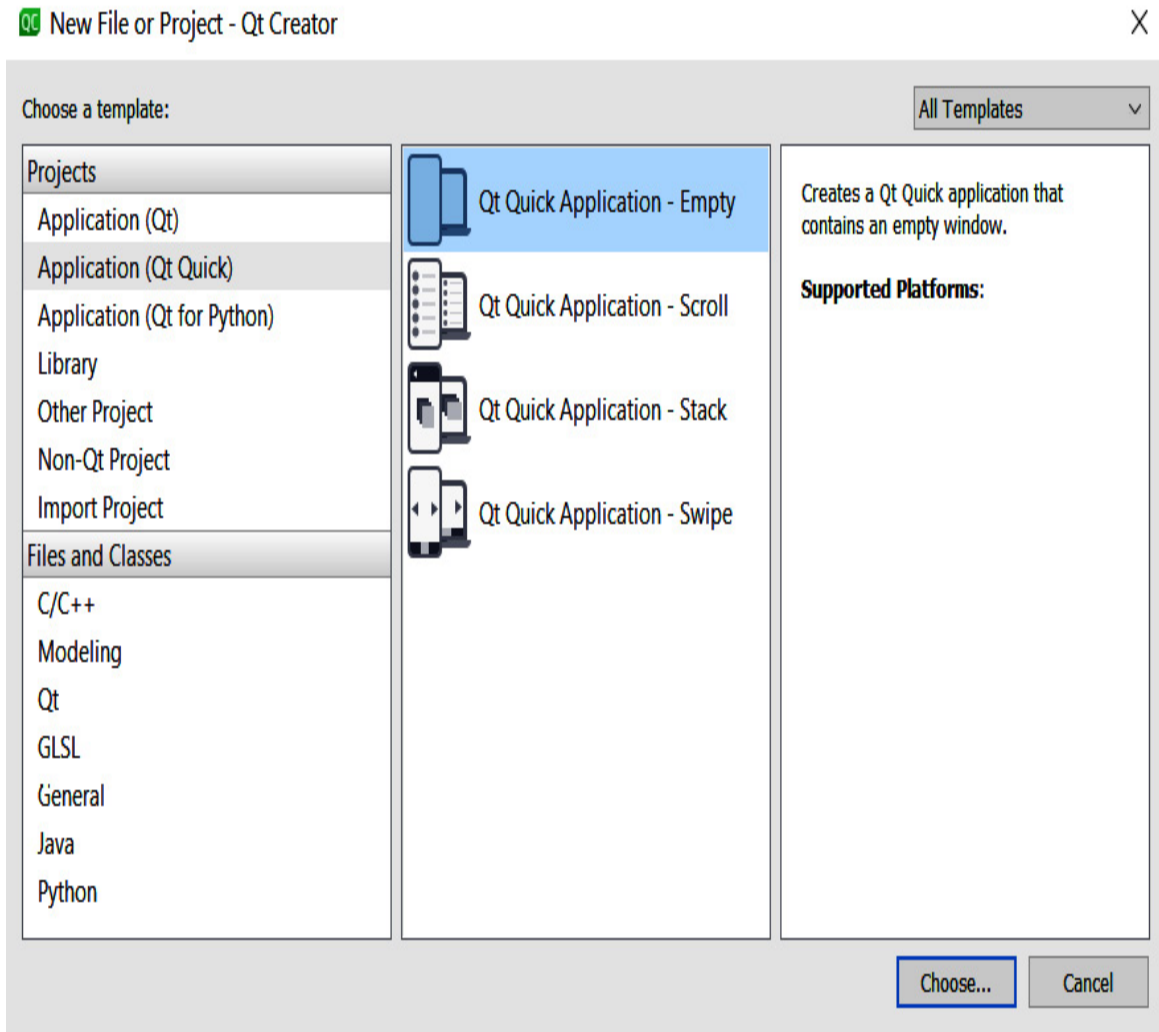 QC New File or Project - Qt Creator
Choose a template:
All Templates
Projects
Application (Qt)
Application (Qt Quick)
Application (Qt for Python)
Library
Other Project
Non-Qt Project
Import Project
Files and Classes
C/C++
Modeling
Qt
GLSL
General
Java
Python
Qt Quick Application - Empty
Qt Quick Application - Scroll
Qt Quick Application - Stack
Qt Quick Application - Swipe
Creates a Qt Quick application that
contains an empty window.
Supported Platforms:
Choose...
Cancel